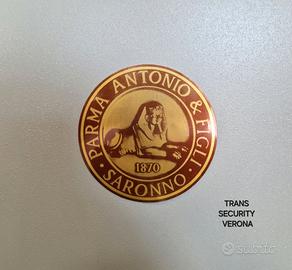 PARMA ANTONIO & FIGLI
1870
· SARONNO ·
TRANS
SECURITY
VERONA
subito